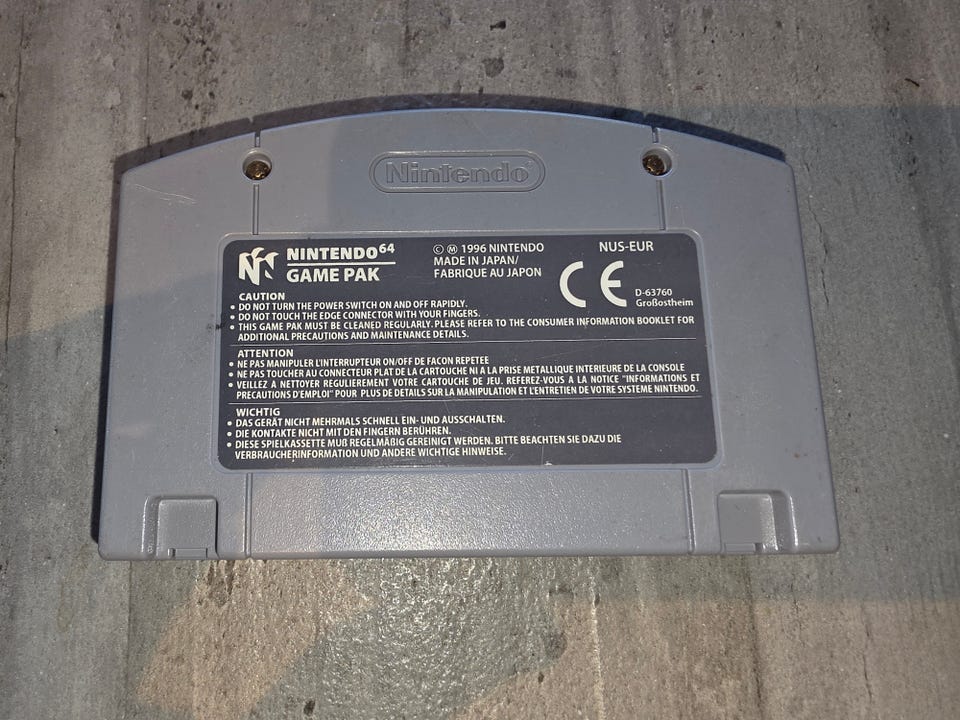 Nintendo®
NINTENDO 64
GAME PAK
© Ⓜ 1996 NINTENDO
MADE IN JAPAN/
FABRIQUE AU JAPON
NUS-EUR
CE
D-63760
Großostheim
CAUTION
• DO NOT TURN THE POWER SWITCH ON AND OFF RAPIDLY.
• DO NOT TOUCH THE EDGE CONNECTOR WITH YOUR FINGERS.
• THIS GAME PAK MUST BE CLEANED REGULARLY. PLEASE REFER TO THE CONSUMER INFORMATION BOOKLET FOR
ADDITIONAL PRECAUTIONS AND MAINTENANCE DETAILS.
ATTENTION
• NE PAS MANIPULER L'INTERRUPTEUR ON/OFF DE FACON REPETEE
• NE PAS TOUCHER AU CONNECTEUR PLAT DE LA CARTOUCHE NI A LA PRISE METALLIQUE INTERIEURE DE LA CONSOLE
• VEILLEZ A NETTOYER REGULIEREMENT VOTRE CARTOUCHE DE JEU. REFEREZ-VOUS A LA NOTICE "INFORMATIONS ET
PRECAUTIONS D'EMPLOI" POUR PLUS DE DETAILS SUR LA MANIPULATION ET L'ENTRETIEN DE VOTRE SYSTEME NINTENDO.
WICHTIG
• DAS GERÄT NICHT MEHRMALS SCHNELL EIN- UND AUSSCHALTEN.
• DIE KONTAKTE NICHT MIT DEN FINGERN BERÜHREN.
• DIESE SPIELKASSETTE MUß REGELMÄßIG GEREINIGT WERDEN. BITTE BEACHTEN SIE DAZU DIE
VERBRAUCHERINFORMATION UND ANDERE WICHTIGE HINWEISE.